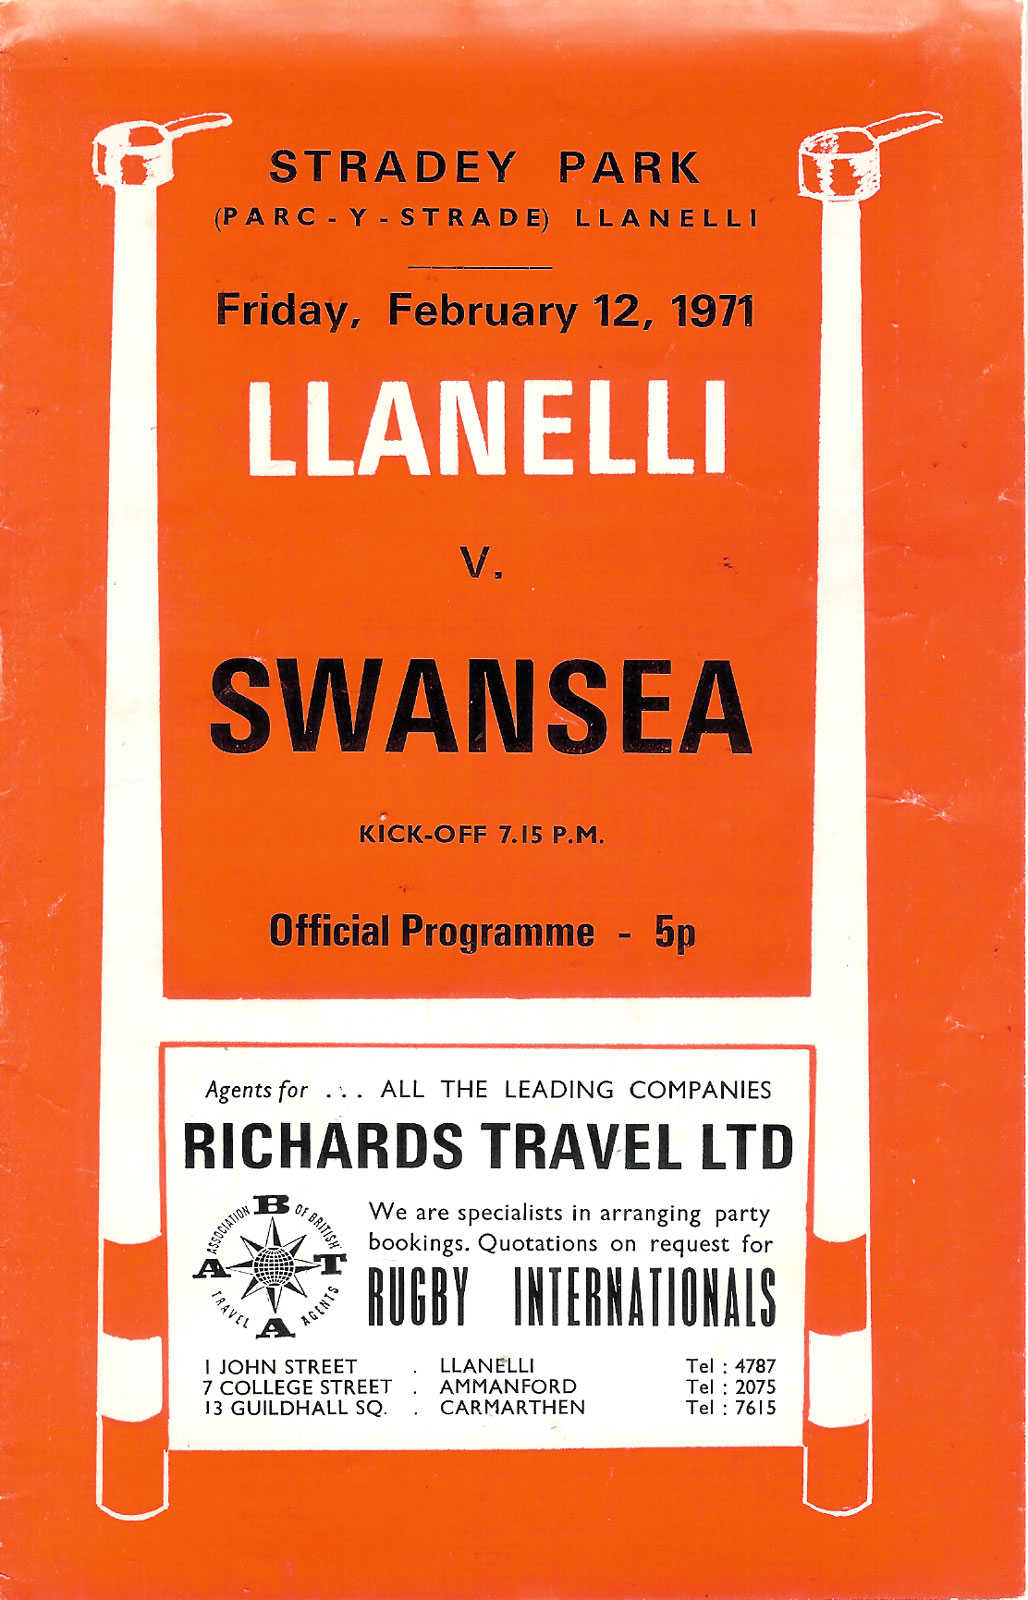 STRADEY PARK
(PARC-Y-STRADE) LLANELLI
Friday, February 12, 1971
LLANELLI
V.
SWANSEA
KICK-OFF 7.15 P.M.
Official Programme - 5p
Agents for ... ALL THE LEADING COMPANIES
RICHARDS TRAVEL LTD
ASSOCIATION OF BRITISH TRAVEL AGENTS
A B T A
We are specialists in arranging party
bookings. Quotations on request for
RUGBY INTERNATIONALS
1 JOHN STREET . LLANELLI Tel : 4787
7 COLLEGE STREET . AMMANFORD Tel : 2075
13 GUILDHALL SQ. . CARMARTHEN Tel : 7615